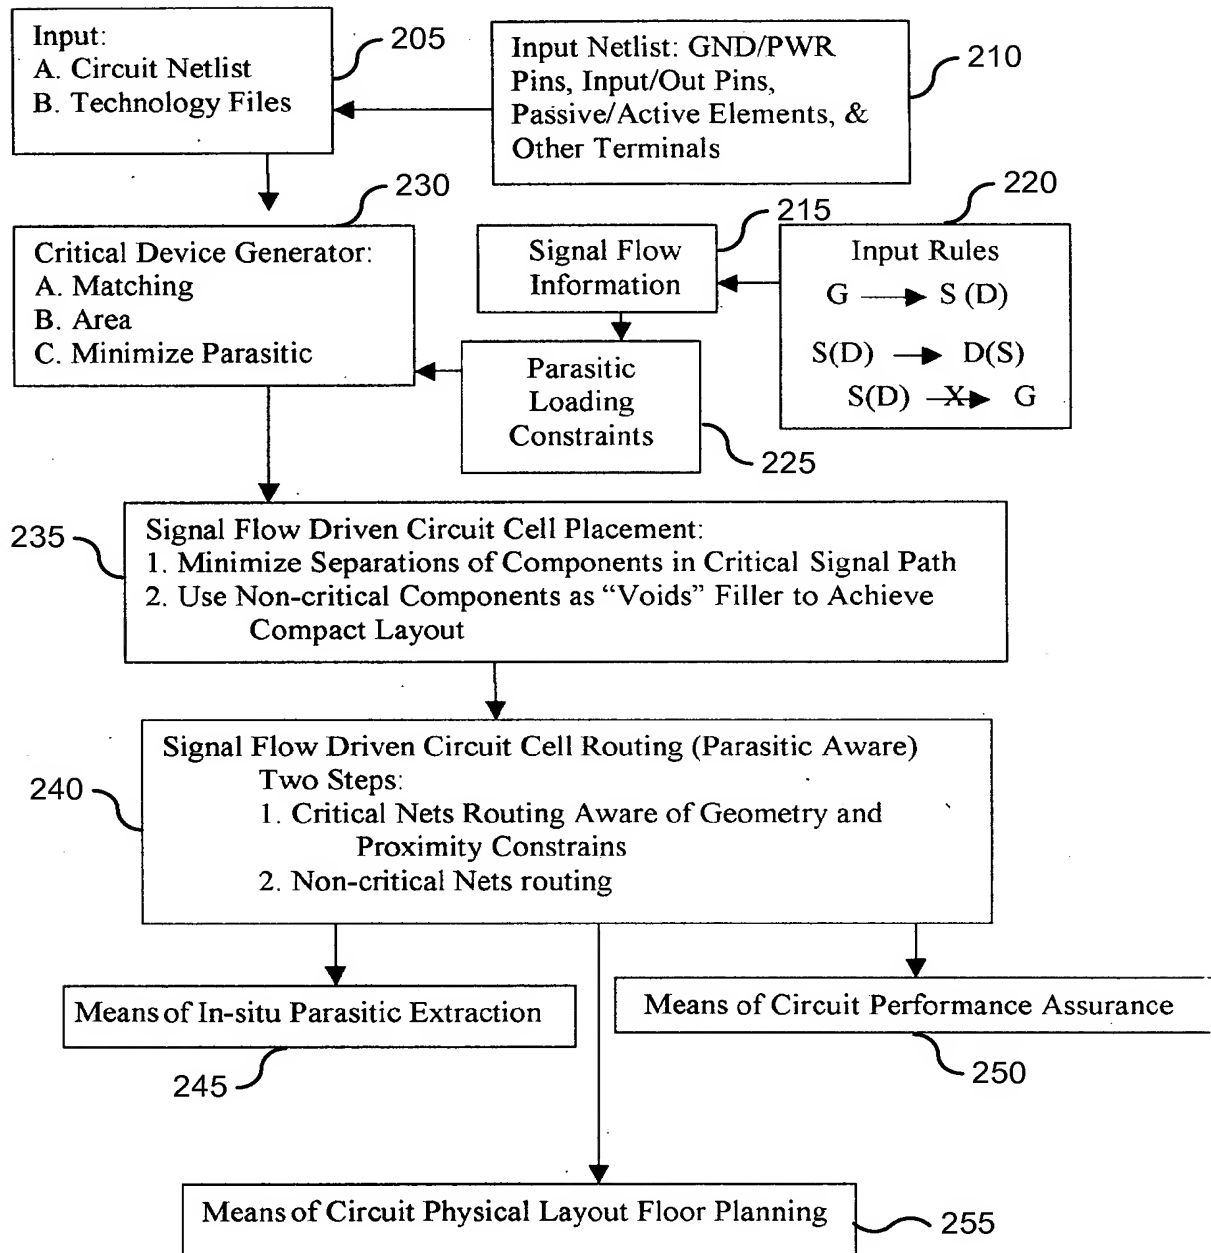 Input:
A. Circuit Netlist
B. Technology Files
205
Input Netlist: GND/PWR
Pins, Input/Out Pins,
Passive/Active Elements, &
Other Terminals
210
230
Critical Device Generator:
A. Matching
B. Area
C. Minimize Parasitic
215
Signal Flow
Information
220
Input Rules
G S (D)
S(D) D(S)
S(D) X G
Parasitic
Loading
Constraints
225
235
Signal Flow Driven Circuit Cell Placement:
1. Minimize Separations of Components in Critical Signal Path
2. Use Non-critical Components as “Voids” Filler to Achieve
Compact Layout
240
Signal Flow Driven Circuit Cell Routing (Parasitic Aware)
Two Steps:
1. Critical Nets Routing Aware of Geometry and
Proximity Constrains
2. Non-critical Nets routing
Means of In-situ Parasitic Extraction
245
Means of Circuit Performance Assurance
250
Means of Circuit Physical Layout Floor Planning
255